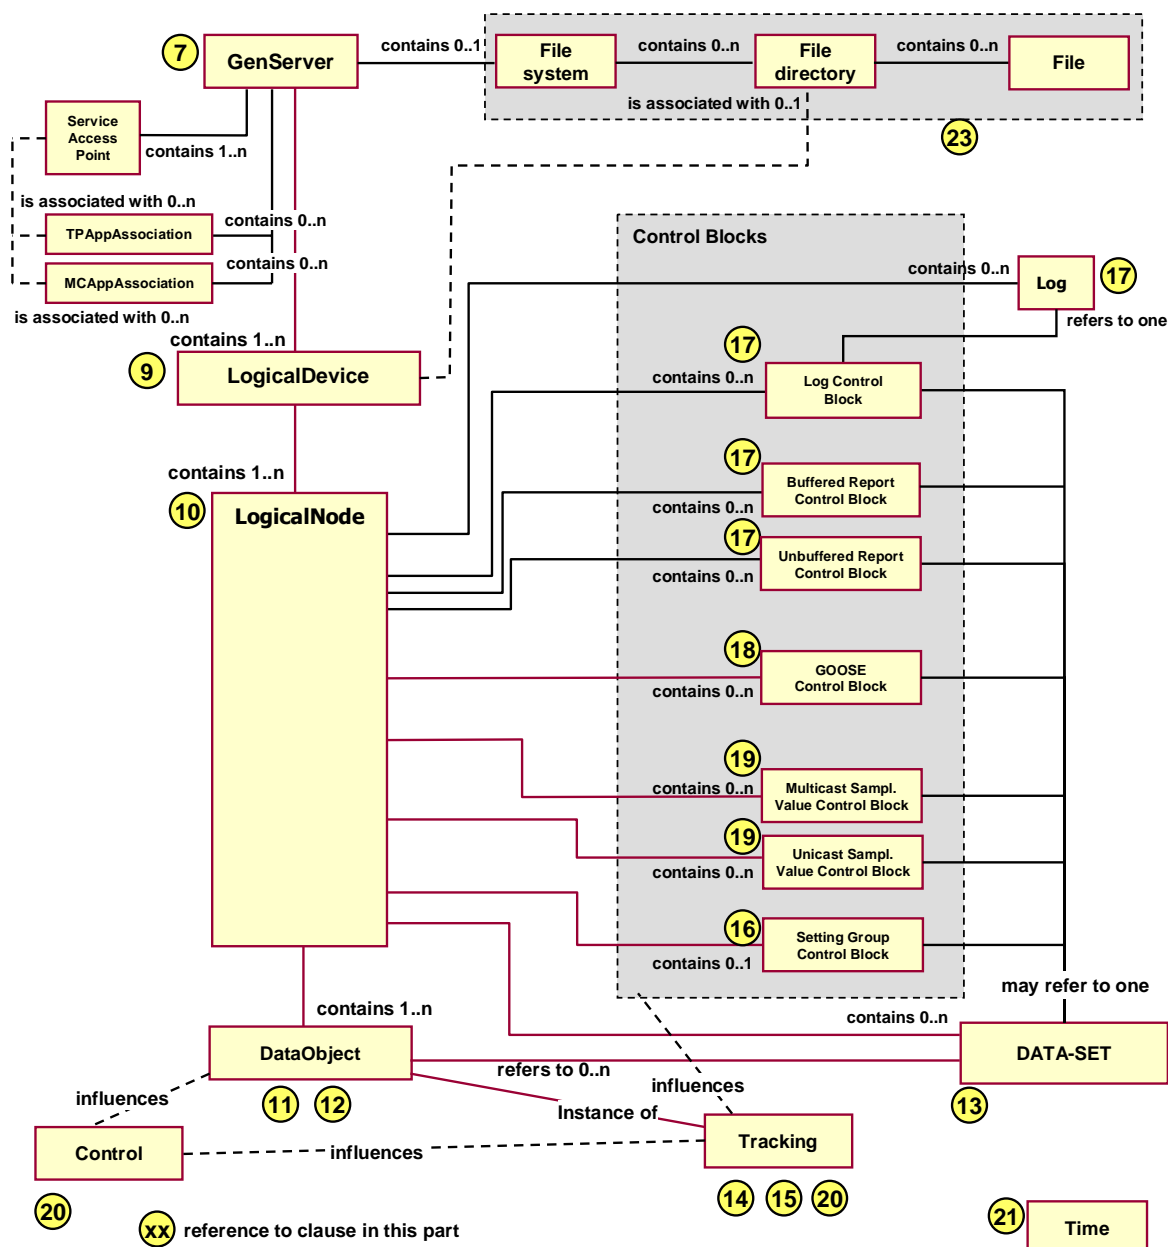 7
GenServer
contains 0..1
File
system
contains 0..n
File
directory
contains 0..n
File
is associated with 0..1
23
Service
Access
Point
contains 1..n
is associated with 0..n
TPAppAssociation
contains 0..n
MCAppAssociation
contains 0..n
is associated with 0..n
contains 1..n
9
LogicalDevice
contains 1..n
10
LogicalNode
Control Blocks
contains 0..n
Log
17
refers to one
17
contains 0..n
Log Control
Block
17
contains 0..n
Buffered Report
Control Block
17
contains 0..n
Unbuffered Report
Control Block
18
contains 0..n
GOOSE
Control Block
19
contains 0..n
Multicast Sampl.
Value Control Block
19
contains 0..n
Unicast Sampl.
Value Control Block
16
contains 0..1
Setting Group
Control Block
may refer to one
contains 1..n
contains 0..n
DataObject
refers to 0..n
DATA-SET
11
12
13
influences
influences
Instance of
Control
influences
Tracking
20
14
15
20
xx reference to clause in this part
21
Time